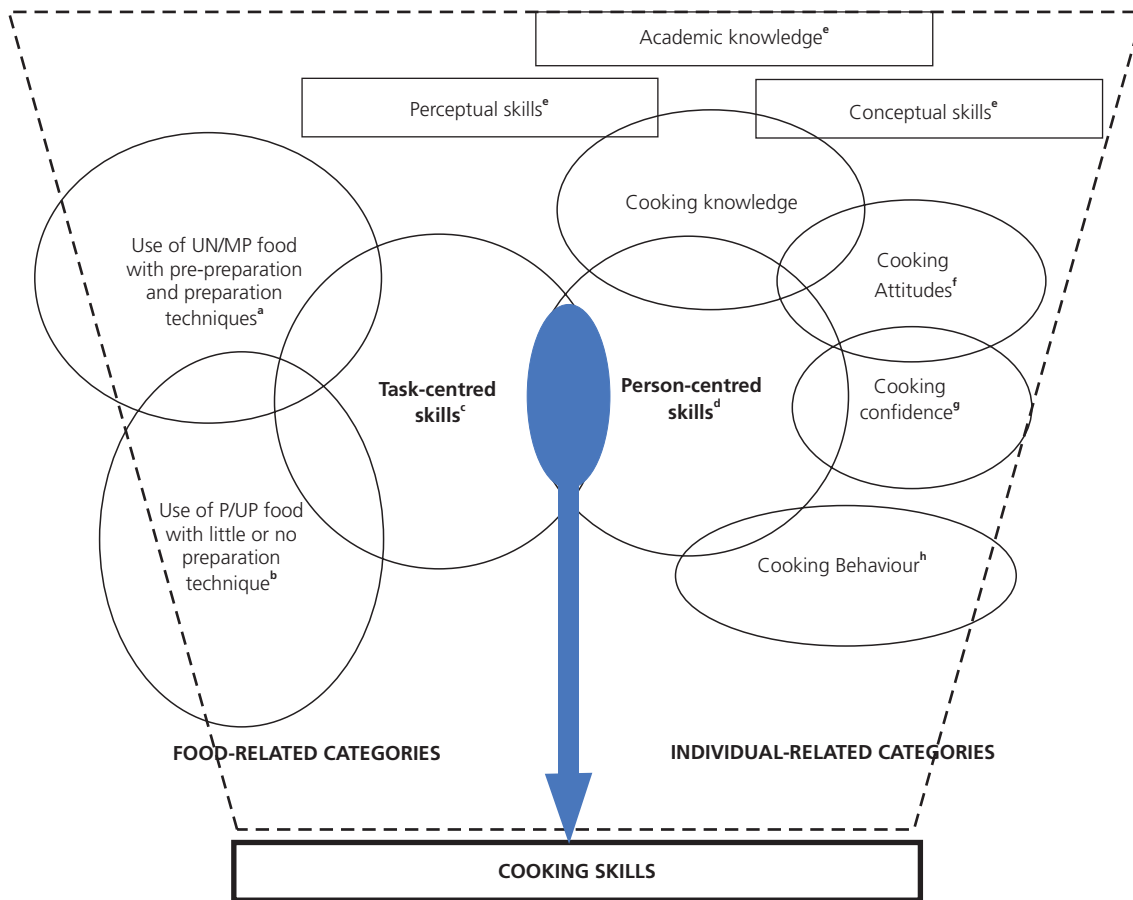 Academic knowledge^e
Perceptual skills^e
Conceptual skills^e
Cooking knowledge
Use of UN/MP food
with pre-preparation
and preparation
techniques^a
Cooking
Attitudes^f
Task-centred
skills^c
Person-centred
skills^d
Cooking
confidence^g
Use of P/UP food
with little or no
preparation
technique^b
Cooking Behaviour^h
FOOD-RELATED CATEGORIES
INDIVIDUAL-RELATED CATEGORIES
COOKING SKILLS